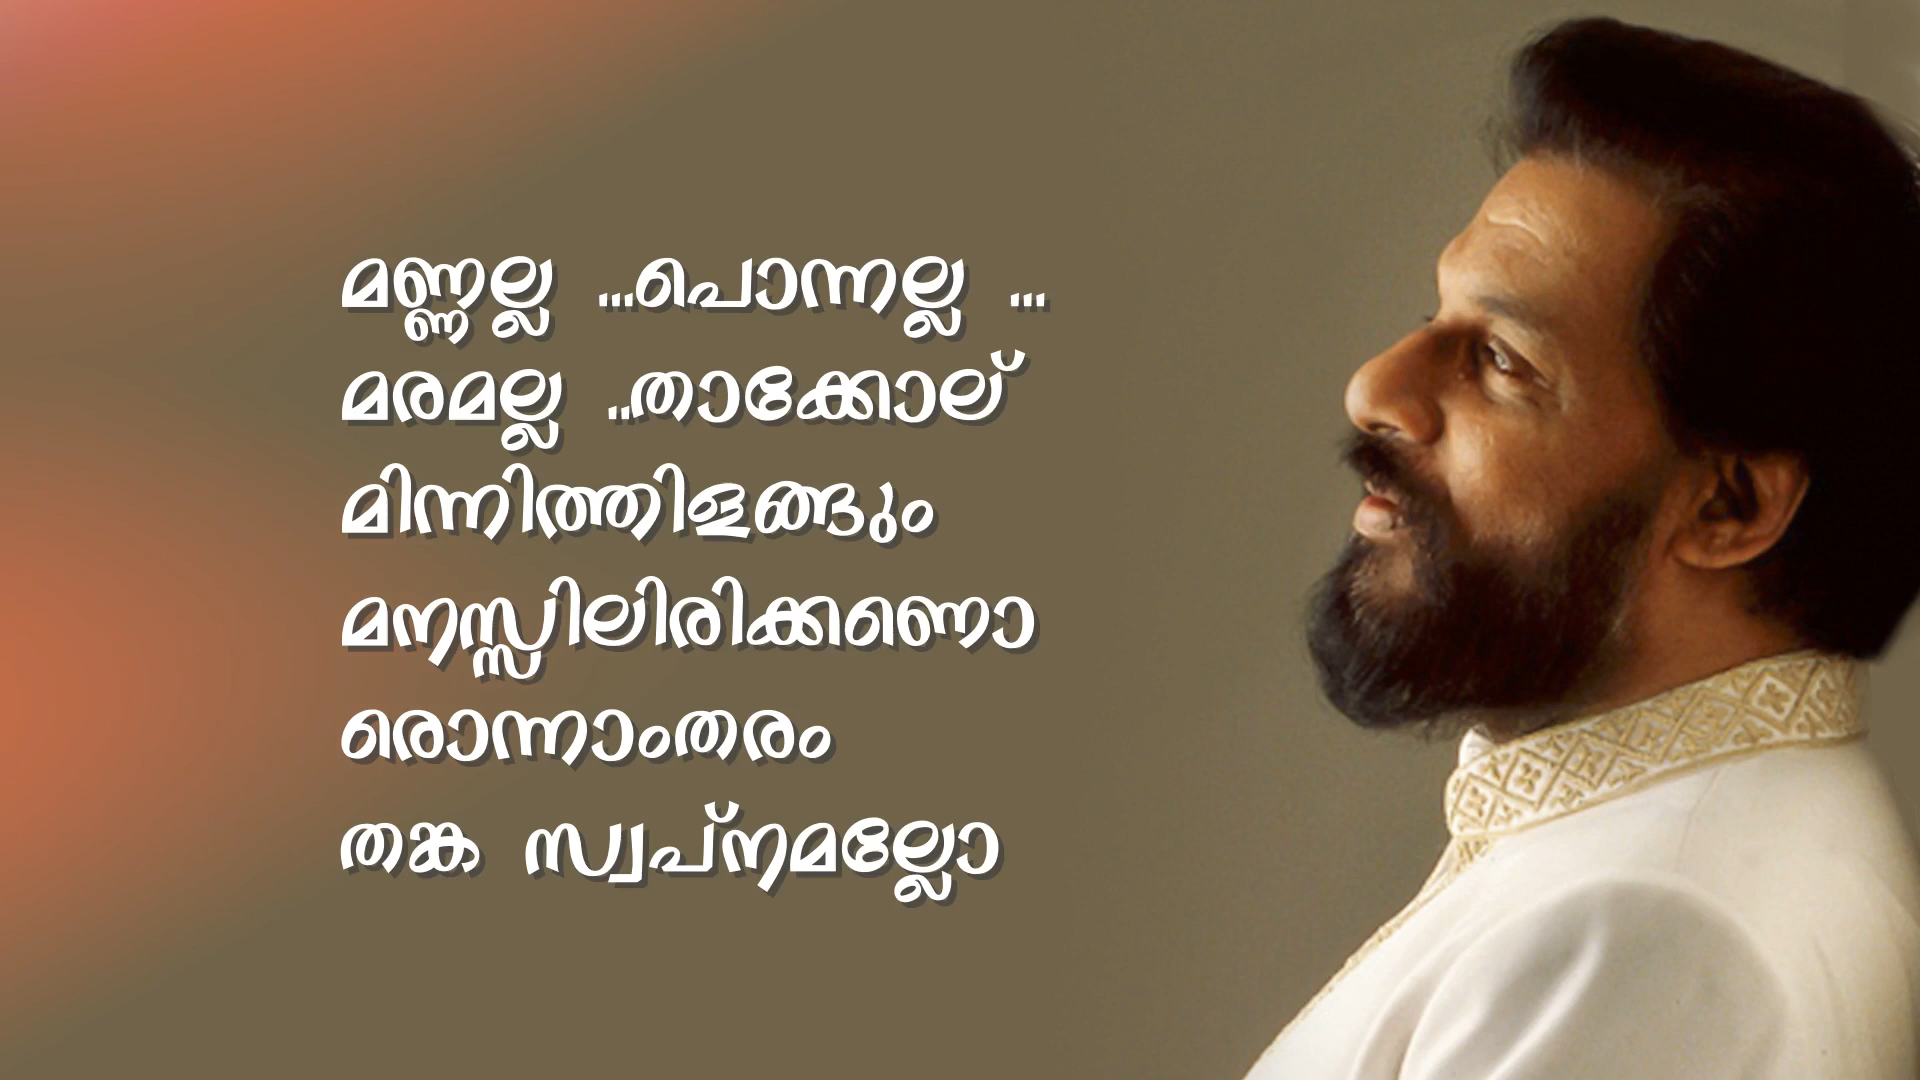 മണ്ണല്ല ...പൊന്നല്ല ...
മരമല്ല ..താക്കോല്
മിന്നിത്തിളങ്ങും
മനസ്സിലിരിക്കണൊ
രൊന്നാംതരം
തങ്ക സ്വപ്നമല്ലോ